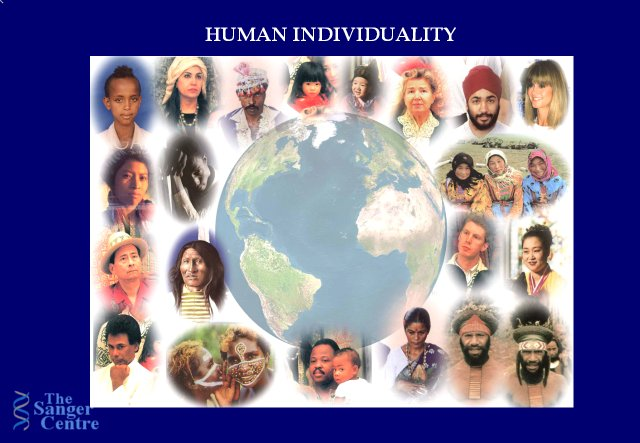 HUMAN INDIVIDUALITY
The
Sanger
Centre